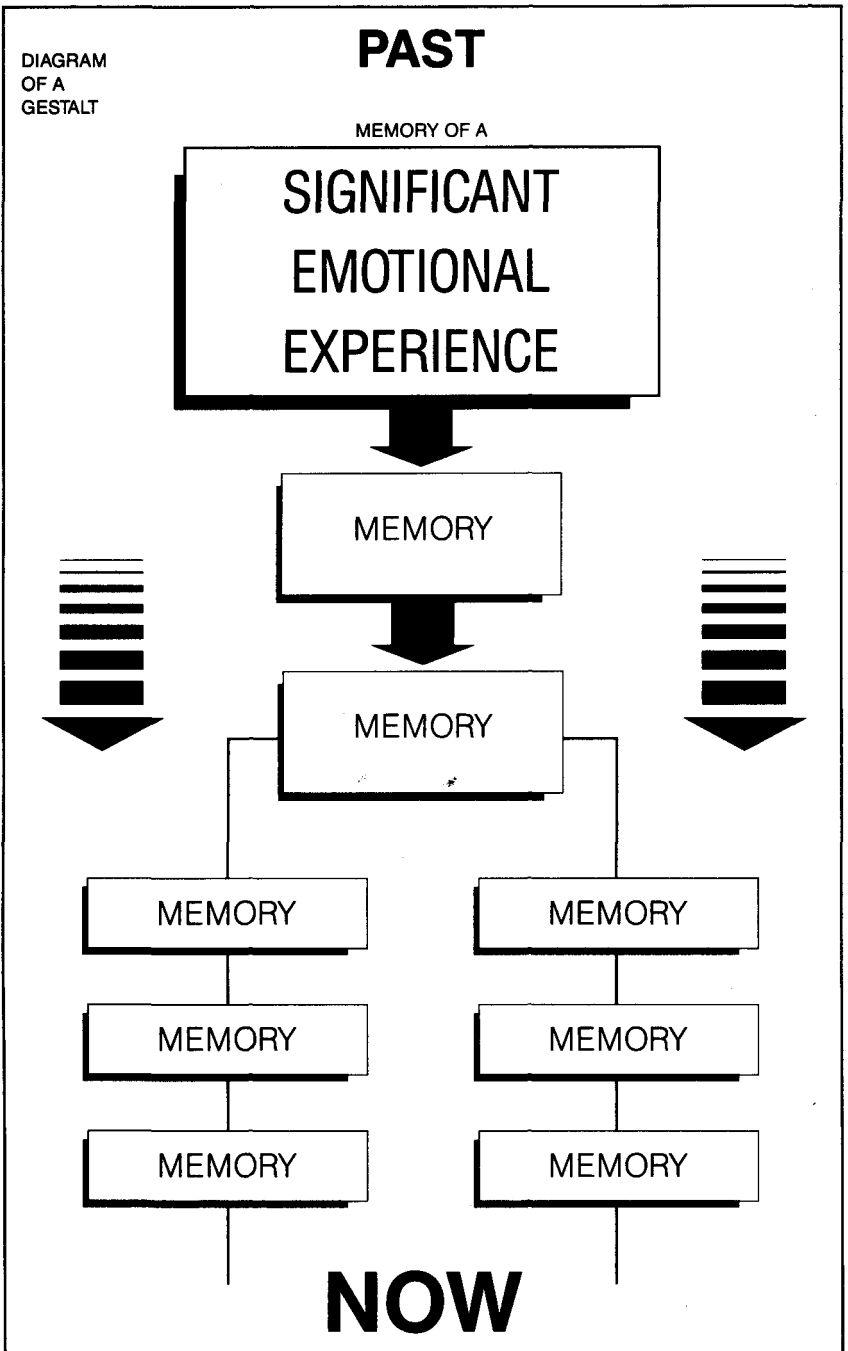 DIAGRAM
OF A
GESTALT
PAST
MEMORY OF A
SIGNIFICANT
EMOTIONAL
EXPERIENCE
MEMORY
MEMORY
MEMORY
MEMORY
MEMORY
MEMORY
MEMORY
MEMORY
NOW